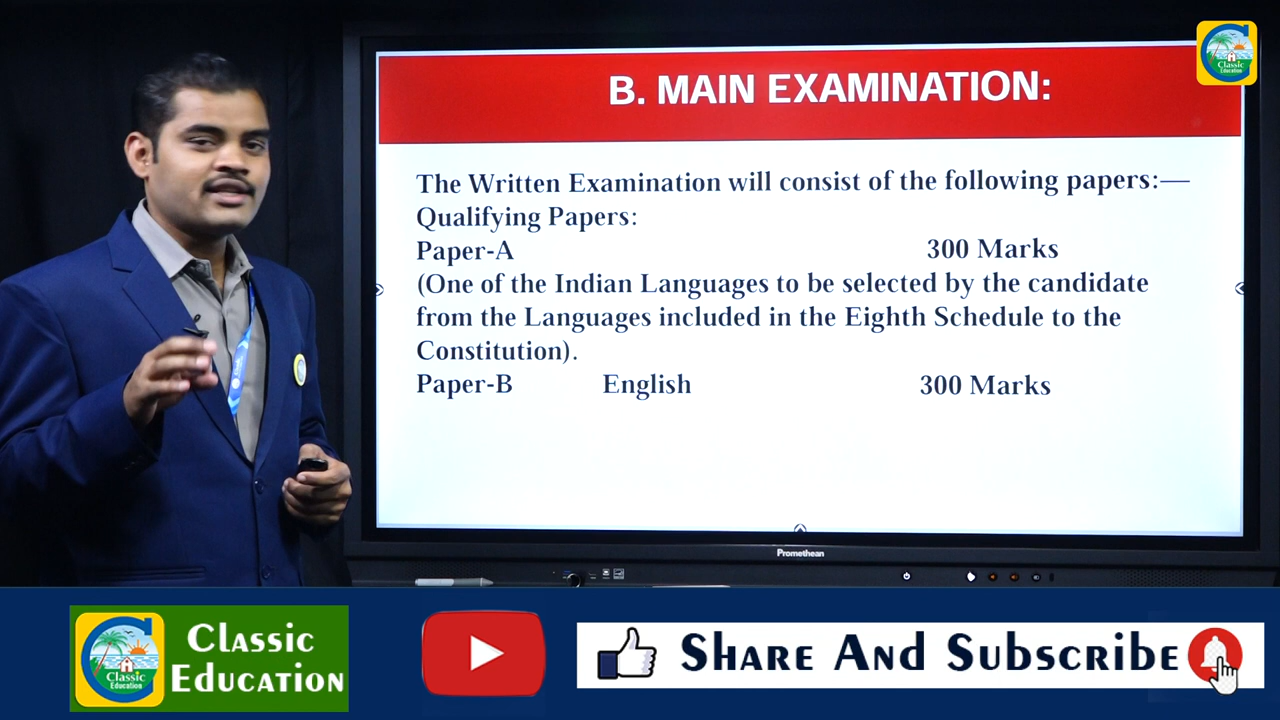 B. MAIN EXAMINATION:
Classic
Education
The Written Examination will consist of the following papers:—
Qualifying Papers:
Paper-A 300 Marks
(One of the Indian Languages to be selected by the candidate
from the Languages included in the Eighth Schedule to the
Constitution).
Paper-B English 300 Marks
Promethean
Classic
Education
Classic
Education
Share And Subscribe